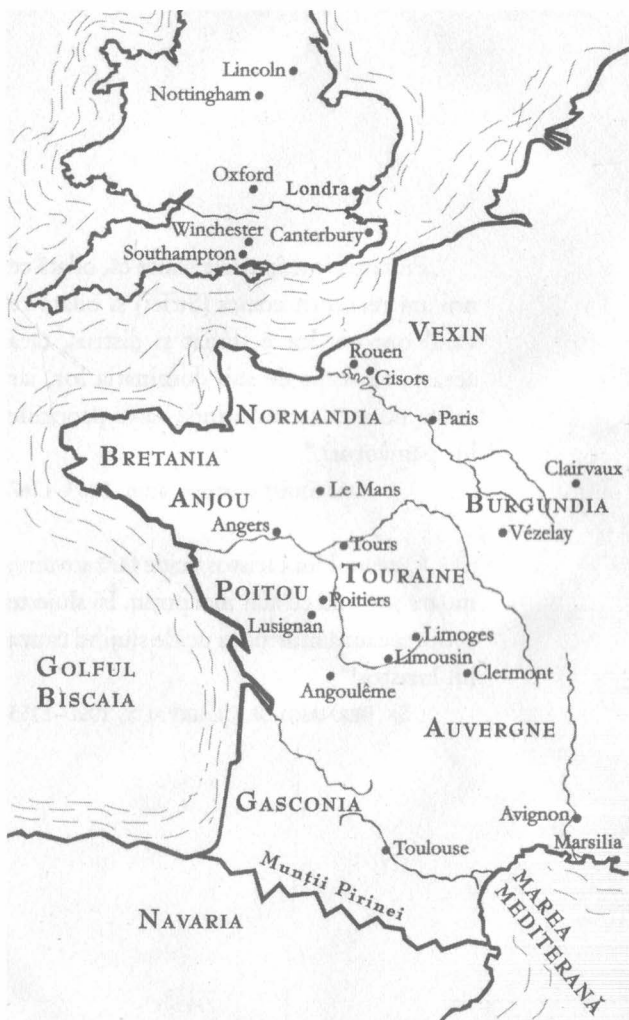 Lincoln
Nottingham
Oxford
Londra
Winchester
Canterbury
Southampton
VEXIN
Rouen
Gisors
NORMANDIA
Paris
BRETANIA
Clairvaux
ANJOU
Le Mans
BURGUNDIA
Angers
Vézelay
Tours
TOURAINE
POITOU
Poitiers
Lusignan
Limoges
GOLFUL
BISCAIA
Limousin
Clermont
Angoulême
AUVERGNE
GASCONIA
Avignon
Marsilia
Toulouse
Munții Pirinei
MAREA
MEDITERANĂ
NAVARIA